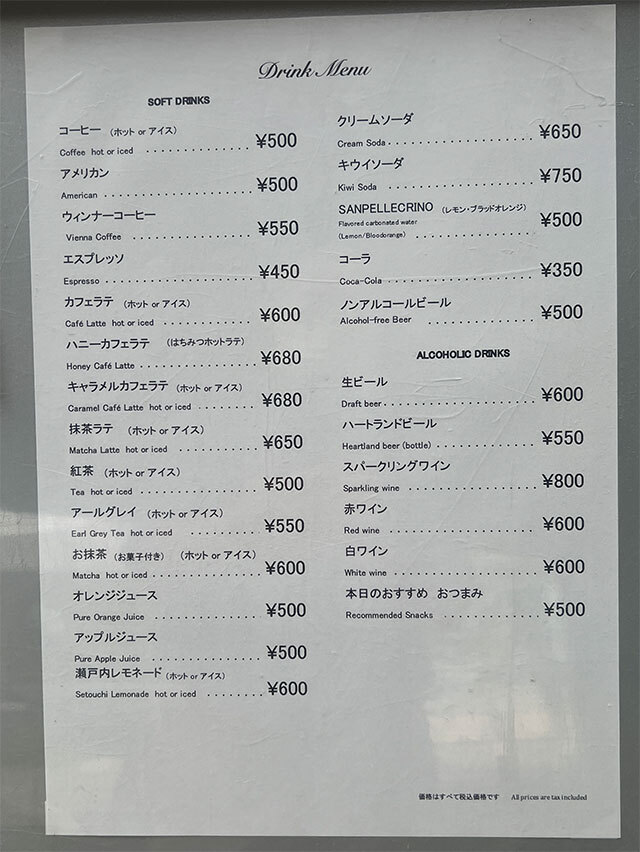 Drink Menu
SOFT DRINKS
コーヒー (ホット or アイス)
Coffee hot or iced ¥500
アメリカン
American ¥500
ウィンナーコーヒー
Vienna Coffee ¥550
エスプレッソ
Espresso ¥450
カフェラテ (ホット or アイス)
Café Latte hot or iced ¥600
ハニーカフェラテ (はちみつホットラテ)
Honey Café Latte ¥680
キャラメルカフェラテ (ホット or アイス)
Caramel Café Latte hot or iced ¥680
抹茶ラテ (ホット or アイス)
Matcha Latte hot or iced ¥650
紅茶 (ホット or アイス)
Tea hot or iced ¥500
アールグレイ (ホット or アイス)
Earl Grey Tea hot or iced ¥550
お抹茶 (お菓子付き) (ホット or アイス)
Matcha hot or iced ¥600
オレンジジュース
Pure Orange Juice ¥500
アップルジュース
Pure Apple Juice ¥500
瀬戸内レモネード (ホット or アイス)
Setouchi Lemonade hot or iced ¥600
クリームソーダ
Cream Soda ¥650
キウイソーダ
Kiwi Soda ¥750
SANPELLECRINO (レモン・ブラッドオレンジ)
Flavored carbonated water
(Lemon/Bloodorange) ¥500
コーラ
Coca-Cola ¥350
ノンアルコールビール
Alcohol-free Beer ¥500
ALCOHOLIC DRINKS
生ビール
Draft beer ¥600
ハートランドビール
Heartland beer (bottle) ¥550
スパークリングワイン
Sparkling wine ¥800
赤ワイン
Red wine ¥600
白ワイン
White wine ¥600
本日のおすすめ おつまみ
Recommended Snacks ¥500
価格はすべて税込価格です All prices are tax included